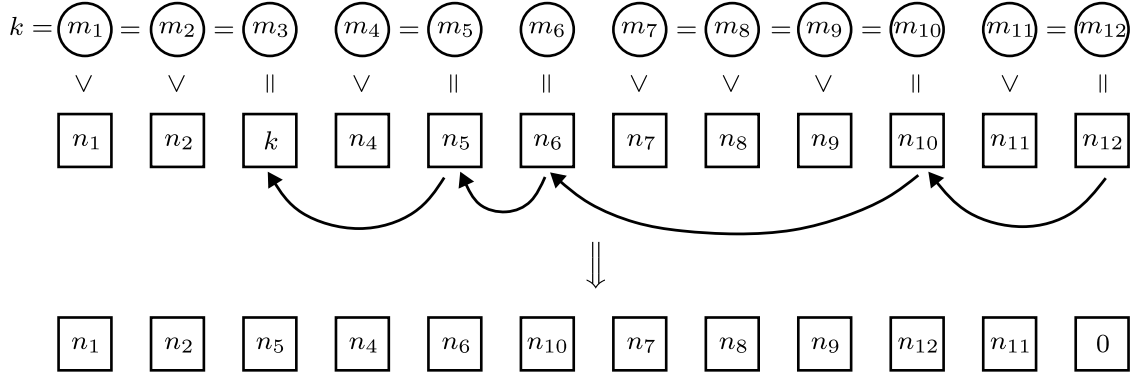 k = m₁ = m₂ = m₃ m₄ = m₅ m₆ m₇ = m₈ = m₉ = m₁₀ m₁₁ = m₁₂
∨ ∨ || ∨ || || ∨ ∨ ∨ || ∨ ||
n₁ n₂ k n₄ n₅ n₆ n₇ n₈ n₉ n₁₀ n₁₁ n₁₂
⇓
n₁ n₂ n₅ n₄ n₆ n₁₀ n₇ n₈ n₉ n₁₂ n₁₁ 0